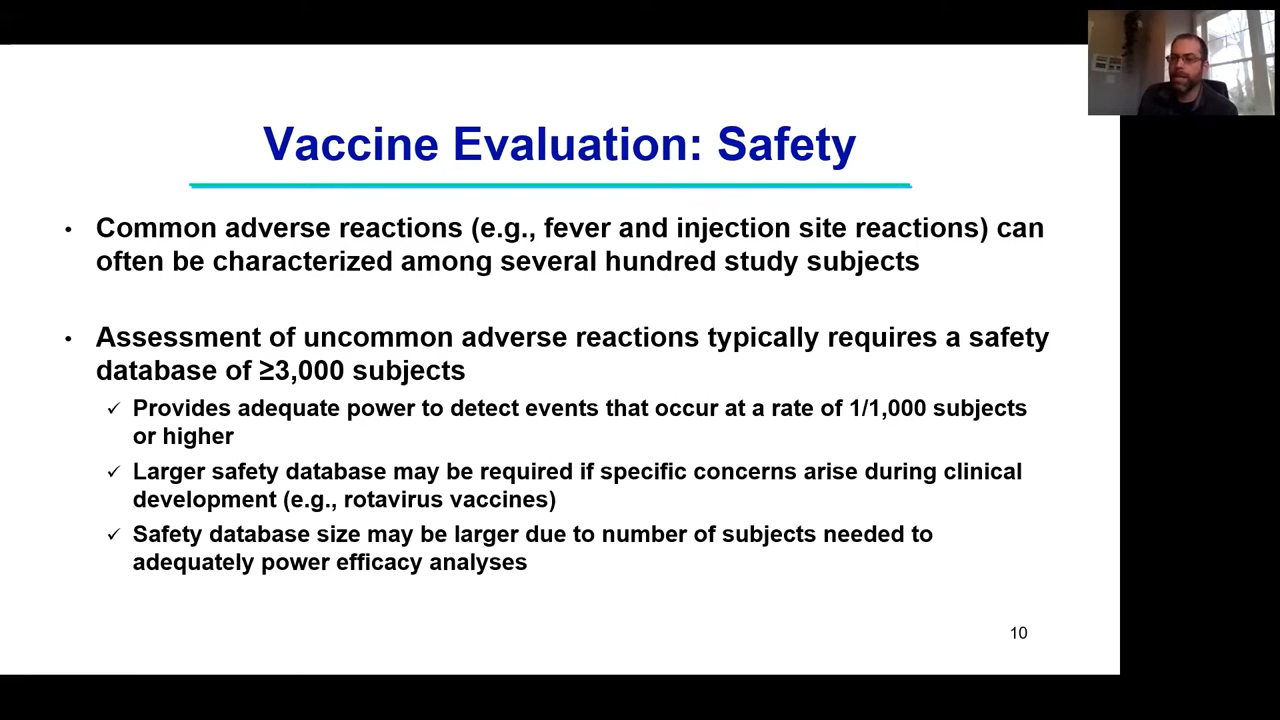 Vaccine Evaluation: Safety
• Common adverse reactions (e.g., fever and injection site reactions) can
often be characterized among several hundred study subjects
• Assessment of uncommon adverse reactions typically requires a safety
database of ≥3,000 subjects
✓ Provides adequate power to detect events that occur at a rate of 1/1,000 subjects
or higher
✓ Larger safety database may be required if specific concerns arise during clinical
development (e.g., rotavirus vaccines)
✓ Safety database size may be larger due to number of subjects needed to
adequately power efficacy analyses
10